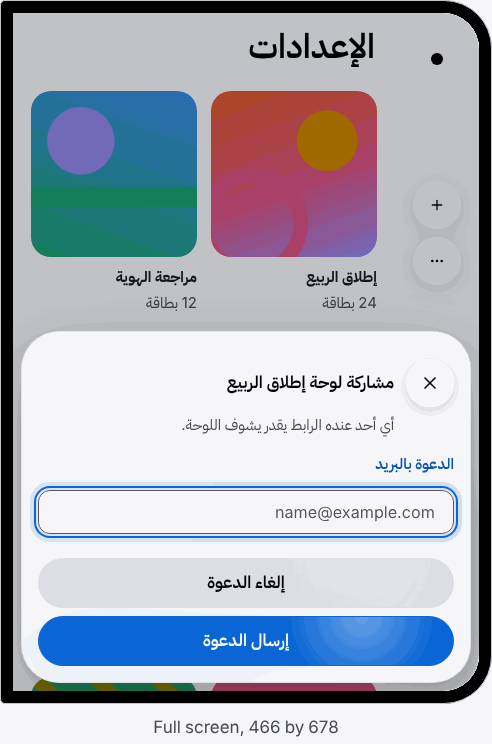 الإعدادات
إطلاق الربيع
24 بطاقة
مراجعة الهوية
12 بطاقة
مشاركة لوحة إطلاق الربيع
أي أحد عنده الرابط يقدر يشوف اللوحة.
الدعوة بالبريد
name@example.com
إلغاء الدعوة
إرسال الدعوة
Full screen, 466 by 678